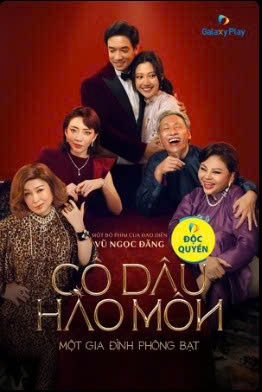 Galaxy Play
MỘT BỘ PHIM CỦA ĐẠO DIỄN
VŨ NGỌC ĐÃNG
ĐỘC
QUYỀN
CÔ DÂU
HÀO MÔN
MỘT GIA ĐÌNH PHÔNG BẠT